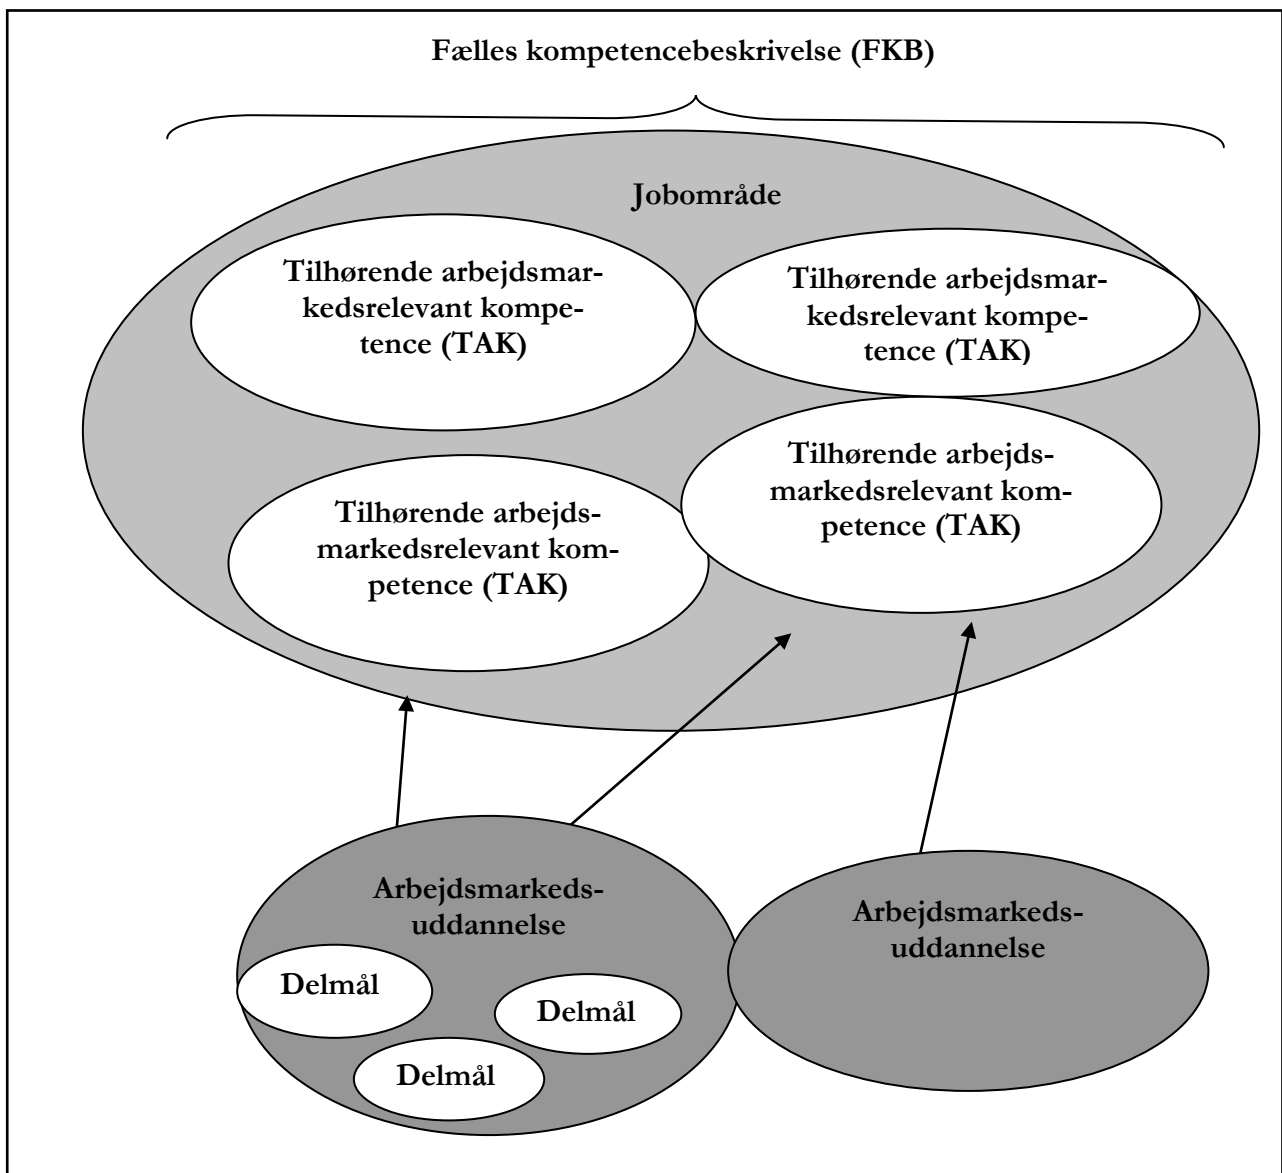 Fælles kompetencebeskrivelse (FKB)
Jobområde
Tilhørende arbejdsmar-
kedsrelevant kompe-
tence (TAK)
Tilhørende arbejdsmar-
kedsrelevant kompe-
tence (TAK)
Tilhørende arbejds-
markedsrelevant kom-
petence (TAK)
Tilhørende arbejds-
markedsrelevant kom-
petence (TAK)
Arbejdsmarkeds-
uddannelse
Delmål
Delmål
Delmål
Arbejdsmarkeds-
uddannelse